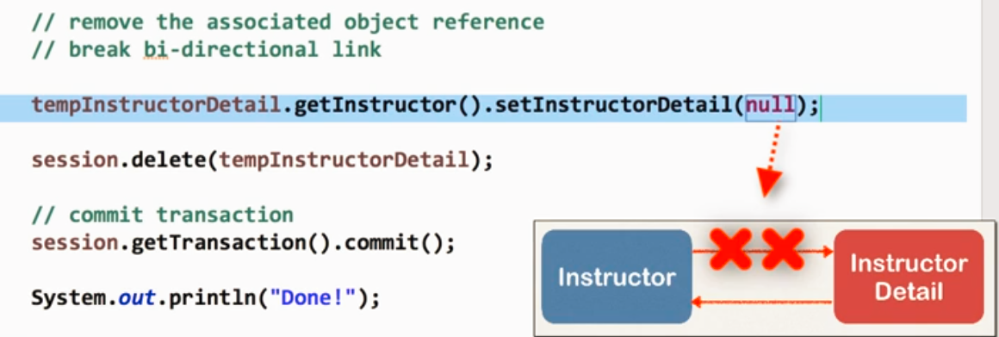 // remove the associated object reference
// break bi-directional link
tempInstructorDetail.getInstructor().setInstructorDetail(null);
session.delete(tempInstructorDetail);
// commit transaction
session.getTransaction().commit();
System.out.println("Done!");
Instructor
Instructor
Detail